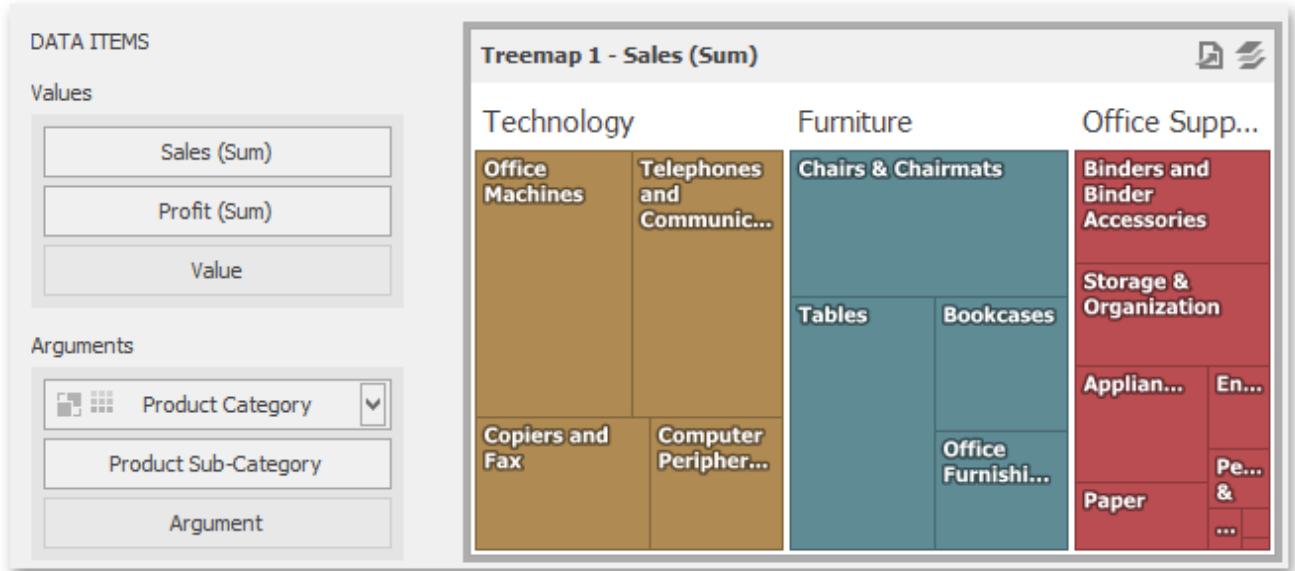 DATA ITEMS
Values
Sales (Sum)
Profit (Sum)
Value
Arguments
Product Category
Product Sub-Category
Argument
Treemap 1 - Sales (Sum)
Technology
Office
Machines
Telephones
and
Communic...
Copiers and
Fax
Computer
Peripher...
Furniture
Chairs & Chairmats
Tables
Bookcases
Office
Furnishi...
Office Supp...
Binders and
Binder
Accessories
Storage &
Organization
Applian...
En...
Paper
Pe...
&
...